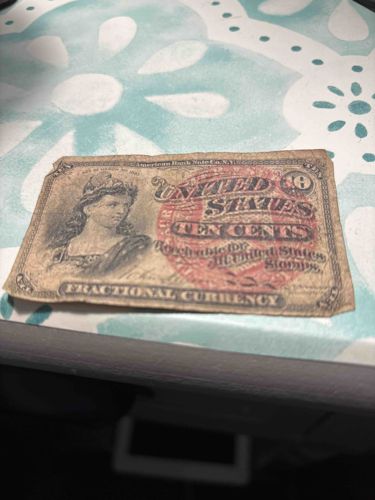 American Bank Note Co. N.Y.
UNITED
10
STATES
TEN CENTS
Receivable for
all United States
Stamps.
FRACTIONAL CURRENCY